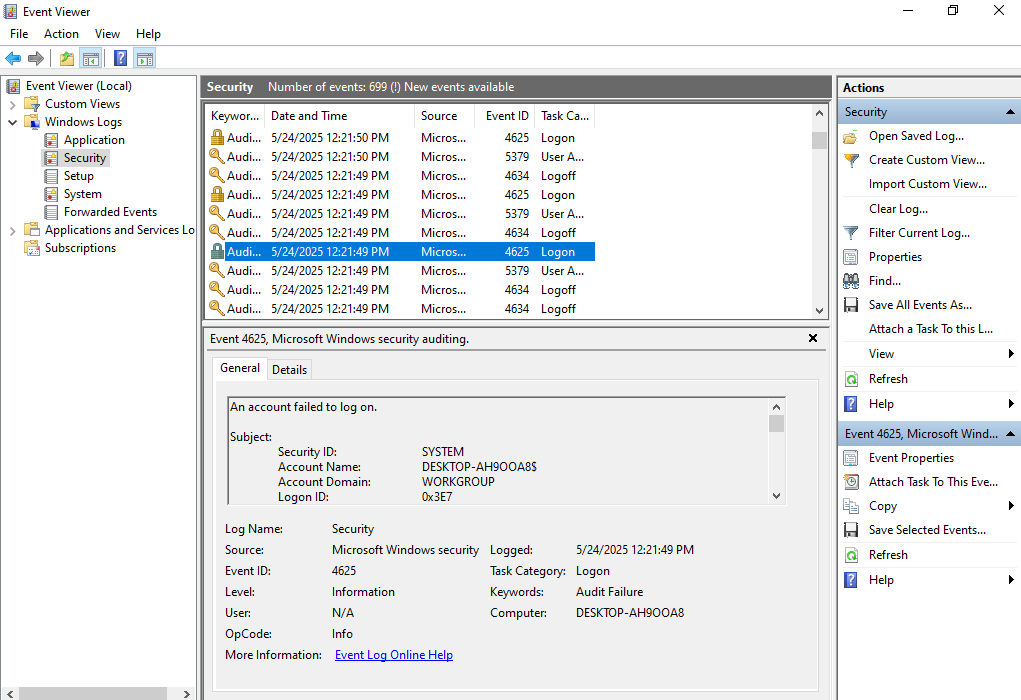 Event Viewer
File Action View Help
Event Viewer (Local)
Custom Views
Windows Logs
Application
Security
Setup
System
Forwarded Events
Applications and Services Lo
Subscriptions
Security Number of events: 699 (!) New events available
Keywor... Date and Time Source Event ID Task Ca...
Audi... 5/24/2025 12:21:50 PM Micros... 4625 Logon
Audi... 5/24/2025 12:21:50 PM Micros... 5379 User A...
Audi... 5/24/2025 12:21:49 PM Micros... 4634 Logoff
Audi... 5/24/2025 12:21:49 PM Micros... 4625 Logon
Audi... 5/24/2025 12:21:49 PM Micros... 5379 User A...
Audi... 5/24/2025 12:21:49 PM Micros... 4634 Logoff
Audi... 5/24/2025 12:21:49 PM Micros... 4625 Logon
Audi... 5/24/2025 12:21:49 PM Micros... 5379 User A...
Audi... 5/24/2025 12:21:49 PM Micros... 4634 Logoff
Audi... 5/24/2025 12:21:49 PM Micros... 4634 Logoff
Event 4625, Microsoft Windows security auditing.
General Details
An account failed to log on.
Subject:
Security ID: SYSTEM
Account Name: DESKTOP-AH9OOA8$
Account Domain: WORKGROUP
Logon ID: 0x3E7
Log Name: Security
Source: Microsoft Windows security Logged: 5/24/2025 12:21:49 PM
Event ID: 4625 Task Category: Logon
Level: Information Keywords: Audit Failure
User: N/A Computer: DESKTOP-AH9OOA8
OpCode: Info
More Information: Event Log Online Help
Actions
Security
Open Saved Log...
Create Custom View...
Import Custom View...
Clear Log...
Filter Current Log...
Properties
Find...
Save All Events As...
Attach a Task To this L...
View
Refresh
Help
Event 4625, Microsoft Wind...
Event Properties
Attach Task To This Eve...
Copy
Save Selected Events...
Refresh
Help